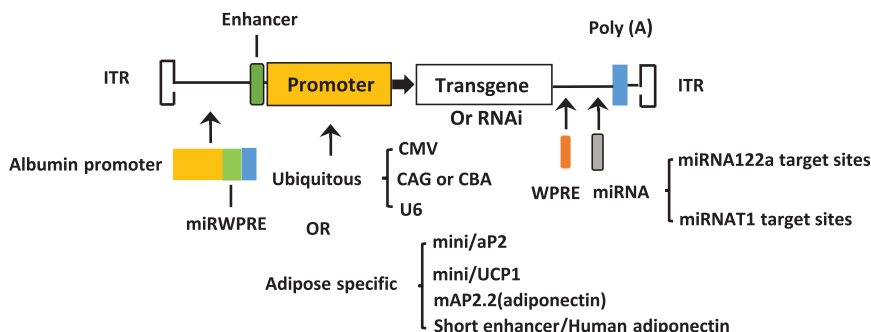 Enhancer
Poly (A)
ITR
Promoter
Transgene
ITR
Or RNAi
Albumin promoter
miRWPRE
Ubiquitous
CMV
CAG or CBA
U6
OR
WPRE
miRNA
miRNA122a target sites
miRNAT1 target sites
Adipose specific
mini/aP2
mini/UCP1
mAP2.2(adiponectin)
Short enhancer/Human adiponectin